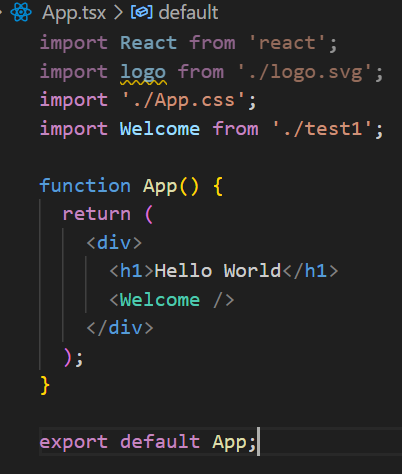 App.tsx > default
import React from 'react';
import logo from './logo.svg';
import './App.css';
import Welcome from './test1';
function App() {
  return (
    <div>
      <h1>Hello World</h1>
      <Welcome />
    </div>
  );
}
export default App;